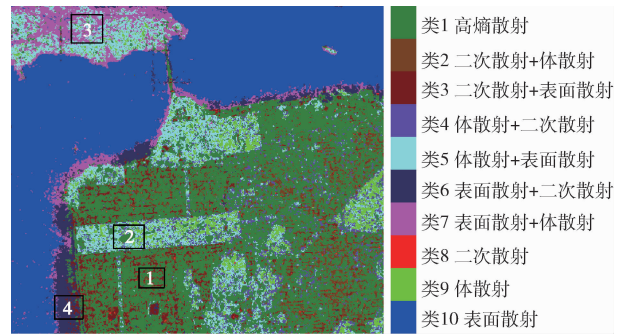 3
2
1
4
类1 高熵散射
类2 二次散射+体散射
类3 二次散射+表面散射
类4 体散射+二次散射
类5 体散射+表面散射
类6 表面散射+二次散射
类7 表面散射+体散射
类8 二次散射
类9 体散射
类10 表面散射